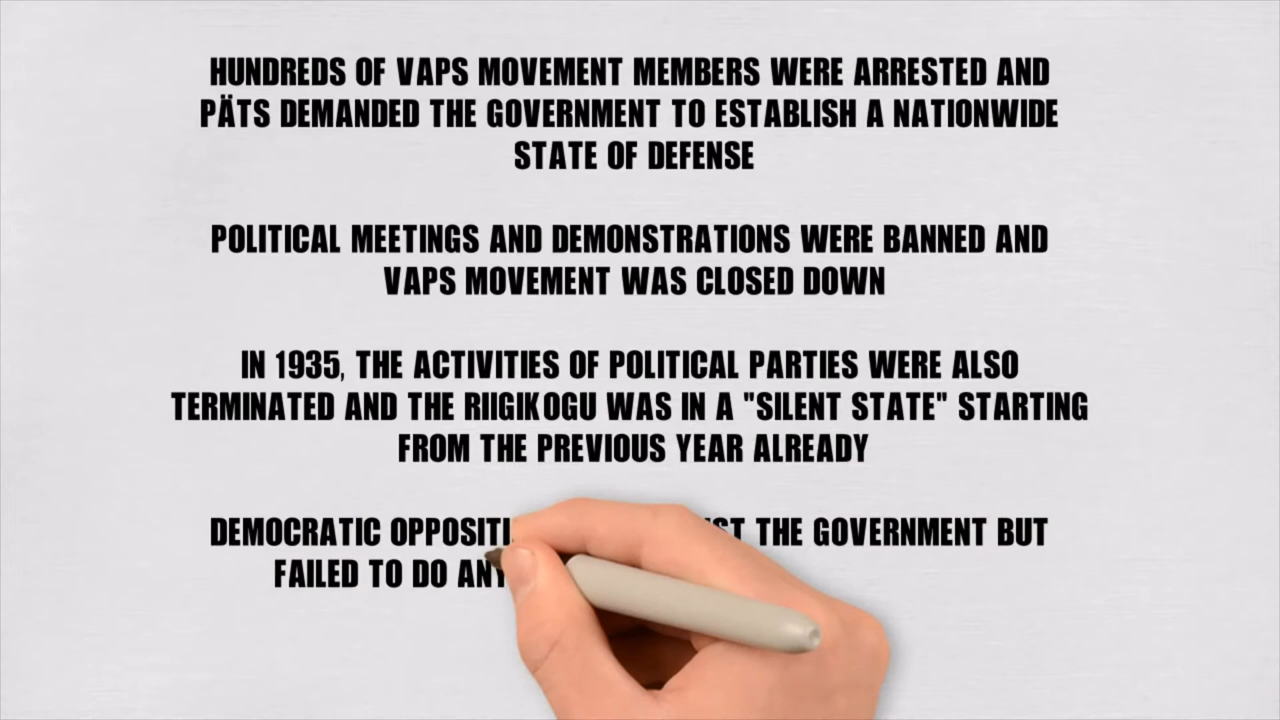 HUNDREDS OF VAPS MOVEMENT MEMBERS WERE ARRESTED AND
PÄTS DEMANDED THE GOVERNMENT TO ESTABLISH A NATIONWIDE
STATE OF DEFENSE
POLITICAL MEETINGS AND DEMONSTRATIONS WERE BANNED AND
VAPS MOVEMENT WAS CLOSED DOWN
IN 1935, THE ACTIVITIES OF POLITICAL PARTIES WERE ALSO
TERMINATED AND THE RIIGIKOGU WAS IN A "SILENT STATE" STARTING
FROM THE PREVIOUS YEAR ALREADY
DEMOCRATIC THE GOVERNMENT BUT
FAILED TO DO